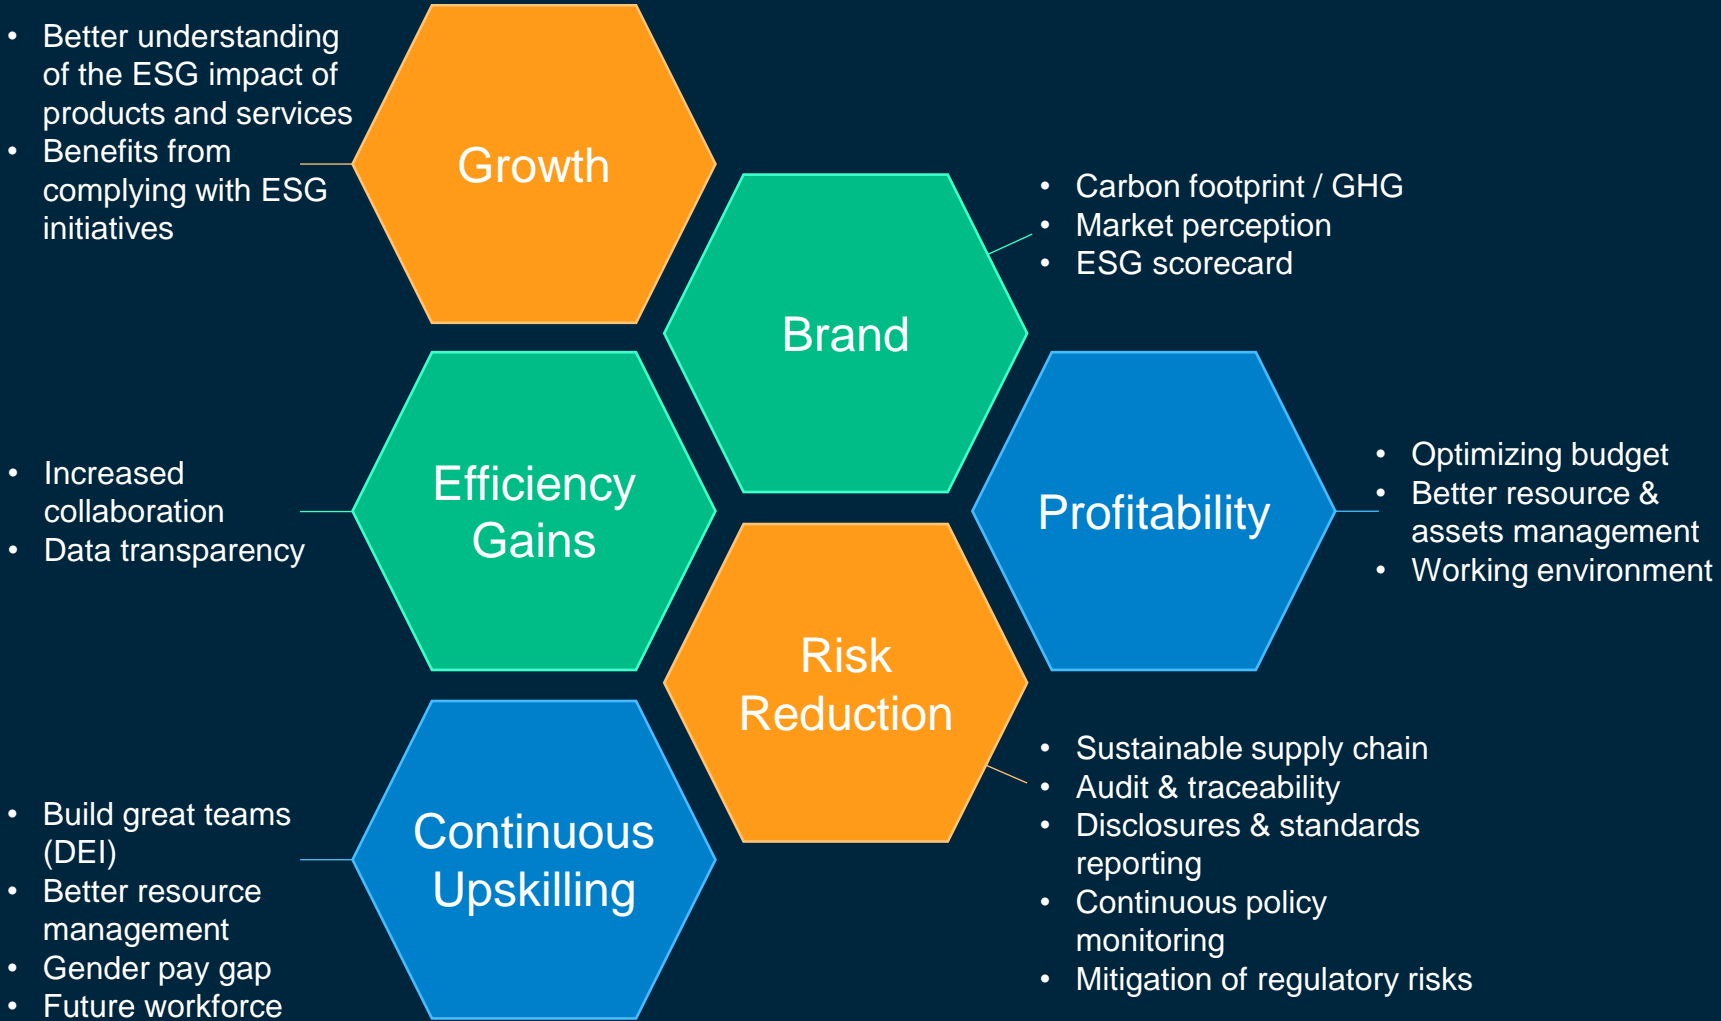 • Better understanding
of the ESG impact of
products and services
• Benefits from
complying with ESG
initiatives
Growth
• Carbon footprint / GHG
• Market perception
• ESG scorecard
Brand
• Increased
collaboration
• Data transparency
Efficiency
Gains
Profitability
• Optimizing budget
• Better resource &
assets management
• Working environment
Risk
Reduction
• Sustainable supply chain
• Audit & traceability
• Disclosures & standards
reporting
• Continuous policy
monitoring
• Mitigation of regulatory risks
• Build great teams
(DEI)
• Better resource
management
• Gender pay gap
• Future workforce
Continuous
Upskilling